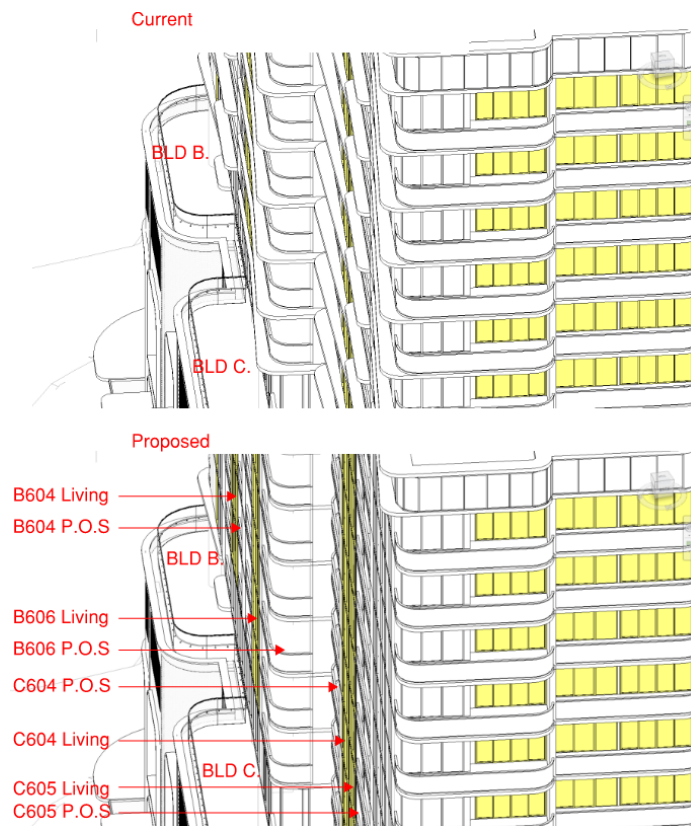 Current
BLD B.
BLD C.
Proposed
B604 Living
B604 P.O.S
BLD B.
B606 Living
B606 P.O.S
C604 P.O.S
C604 Living
BLD C.
C605 Living
C605 P.O.S